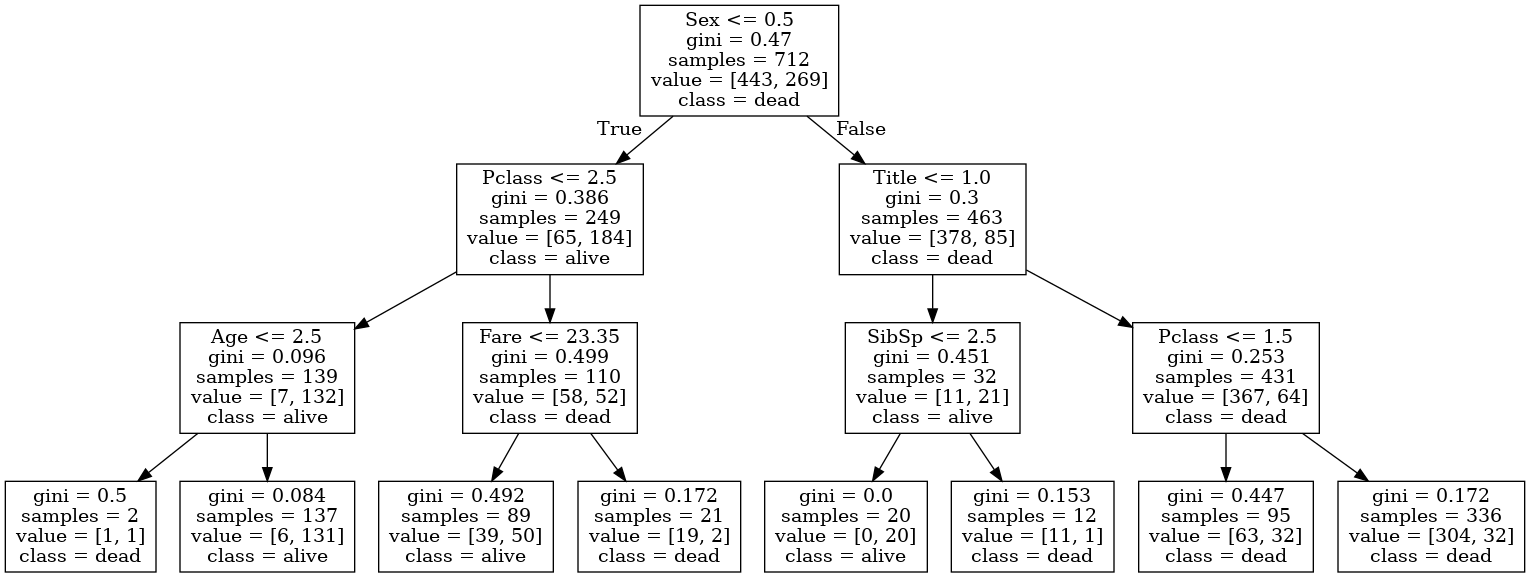 Sex <= 0.5
gini = 0.47
samples = 712
value = [443, 269]
class = dead
True
False
Pclass <= 2.5
gini = 0.386
samples = 249
value = [65, 184]
class = alive
Title <= 1.0
gini = 0.3
samples = 463
value = [378, 85]
class = dead
Age <= 2.5
gini = 0.096
samples = 139
value = [7, 132]
class = alive
Fare <= 23.35
gini = 0.499
samples = 110
value = [58, 52]
class = dead
SibSp <= 2.5
gini = 0.451
samples = 32
value = [11, 21]
class = alive
Pclass <= 1.5
gini = 0.253
samples = 431
value = [367, 64]
class = dead
gini = 0.5
samples = 2
value = [1, 1]
class = dead
gini = 0.084
samples = 137
value = [6, 131]
class = alive
gini = 0.492
samples = 89
value = [39, 50]
class = alive
gini = 0.172
samples = 21
value = [19, 2]
class = dead
gini = 0.0
samples = 20
value = [0, 20]
class = alive
gini = 0.153
samples = 12
value = [11, 1]
class = dead
gini = 0.447
samples = 95
value = [63, 32]
class = dead
gini = 0.172
samples = 336
value = [304, 32]
class = dead